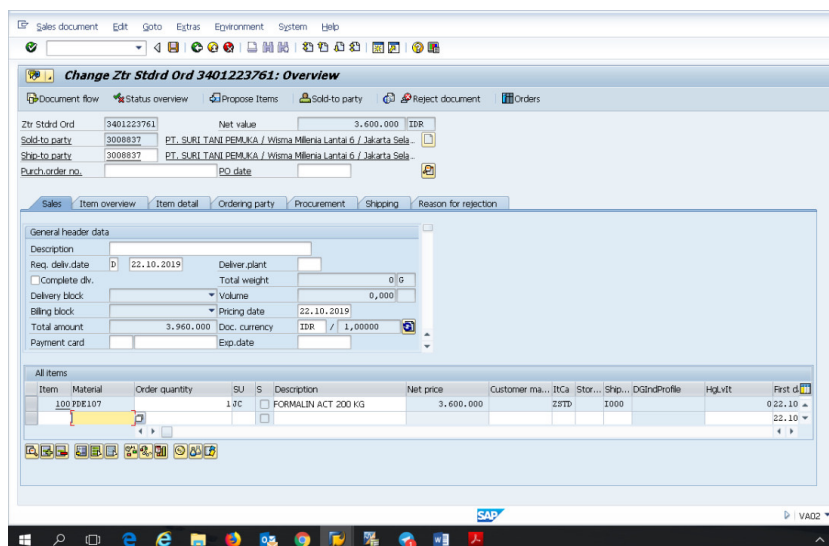 Sales document Edit Goto Extras Environment System Help
Change Ztr Stdrd Ord 3401223761: Overview
Document flow Status overview Propose Items Sold-to party Reject document Orders
Ztr Stdrd Ord 3401223761 Net value 3.600.000 IDR
Sold-to party 3008837 PT. SURI TANI PEMUKA / Wisma Millenia Lantai 6 / Jakarta Sela...
Ship-to party 3008837 PT. SURI TANI PEMUKA / Wisma Millenia Lantai 6 / Jakarta Sela...
Purch.order no. PO date
Sales Item overview Item detail Ordering party Procurement Shipping Reason for rejection
General header data
Description
Req. deliv.date D 22.10.2019 Deliver.plant
Complete dlv. Total weight 0 G
Delivery block Volume 0,000
Billing block Pricing date 22.10.2019
Total amount 3.960.000 Doc. currency IDR / 1,00000
Payment card Exp.date
All items
Item Material Order quantity SU S Description Net price Customer ma... ItCa Stor... Ship... DGIndProfile HgLvIt First d
100 PDE107 1 JC FORMALIN ACT 200 KG 3.600.000 ZSTD I000 0 22.10
22.10
SAP VA02